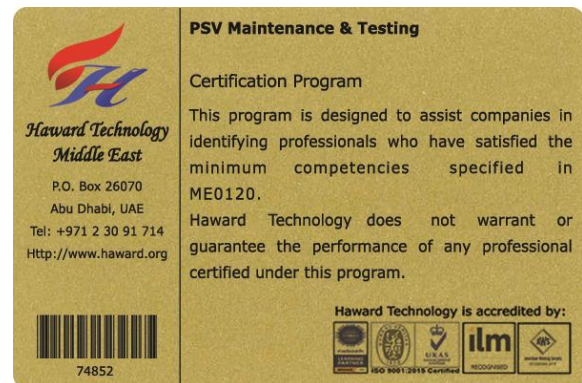 Haward Technology
Middle East
P.O. Box 26070
Abu Dhabi, UAE
Tel: +971 2 30 91 714
Http://www.haward.org
74852
PSV Maintenance & Testing
Certification Program
This program is designed to assist companies in
identifying professionals who have satisfied the
minimum competencies specified in
ME0120.
Haward Technology does not warrant or
guarantee the performance of any professional
certified under this program.
Haward Technology is accredited by:
UKAS
ISO 9001:2015 Certified
ilm
RECOGNISED